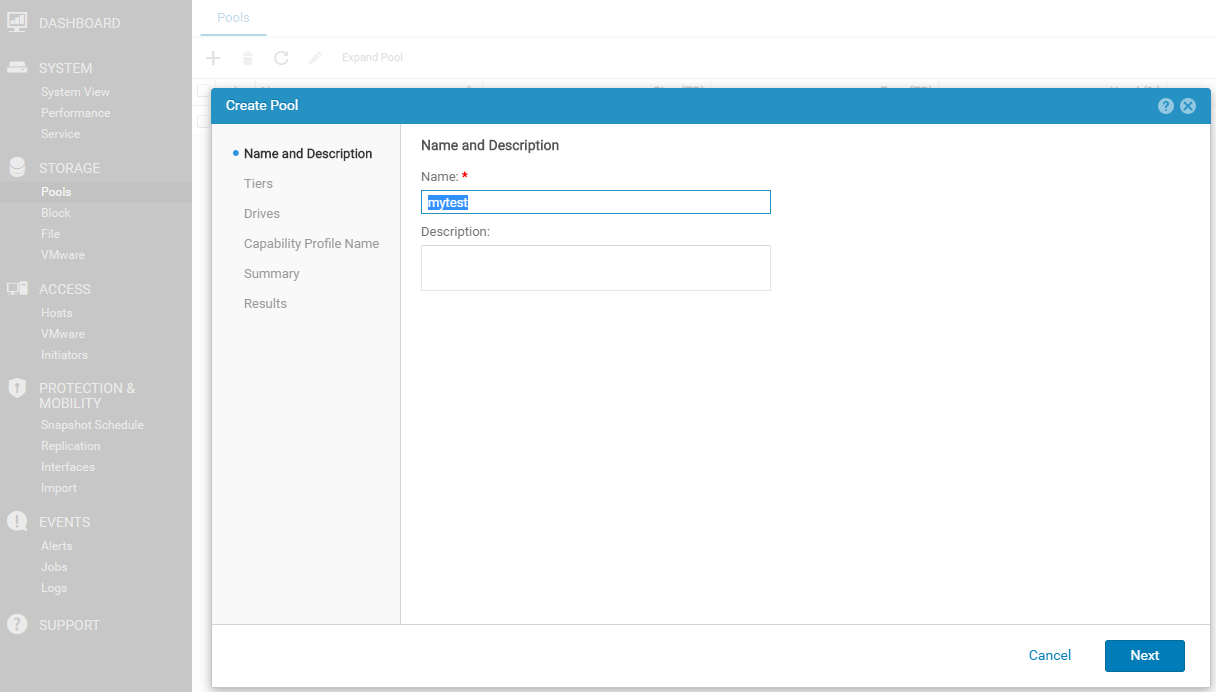 DASHBOARD
SYSTEM
System View
Performance
Service
STORAGE
Pools
Block
File
VMware
ACCESS
Hosts
VMware
Initiators
PROTECTION &
MOBILITY
Snapshot Schedule
Replication
Interfaces
Import
EVENTS
Alerts
Jobs
Logs
SUPPORT
Pools
Expand Pool
Create Pool
Name and Description
Tiers
Drives
Capability Profile Name
Summary
Results
Name and Description
Name: *
mytest
Description:
Cancel
Next